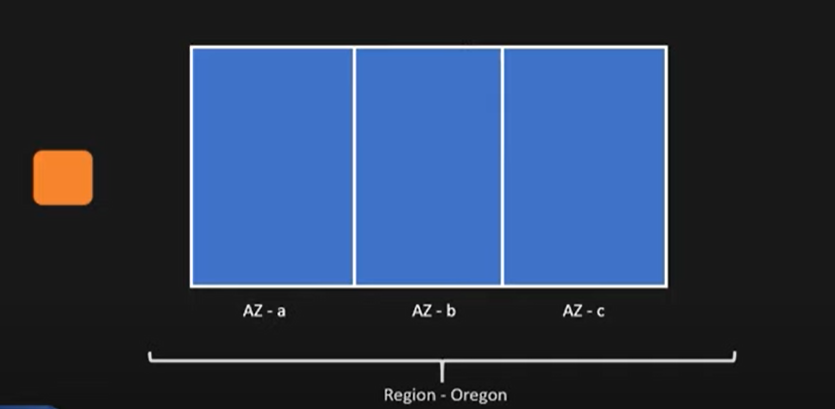 AZ - a
AZ - b
AZ - c
Region - Oregon